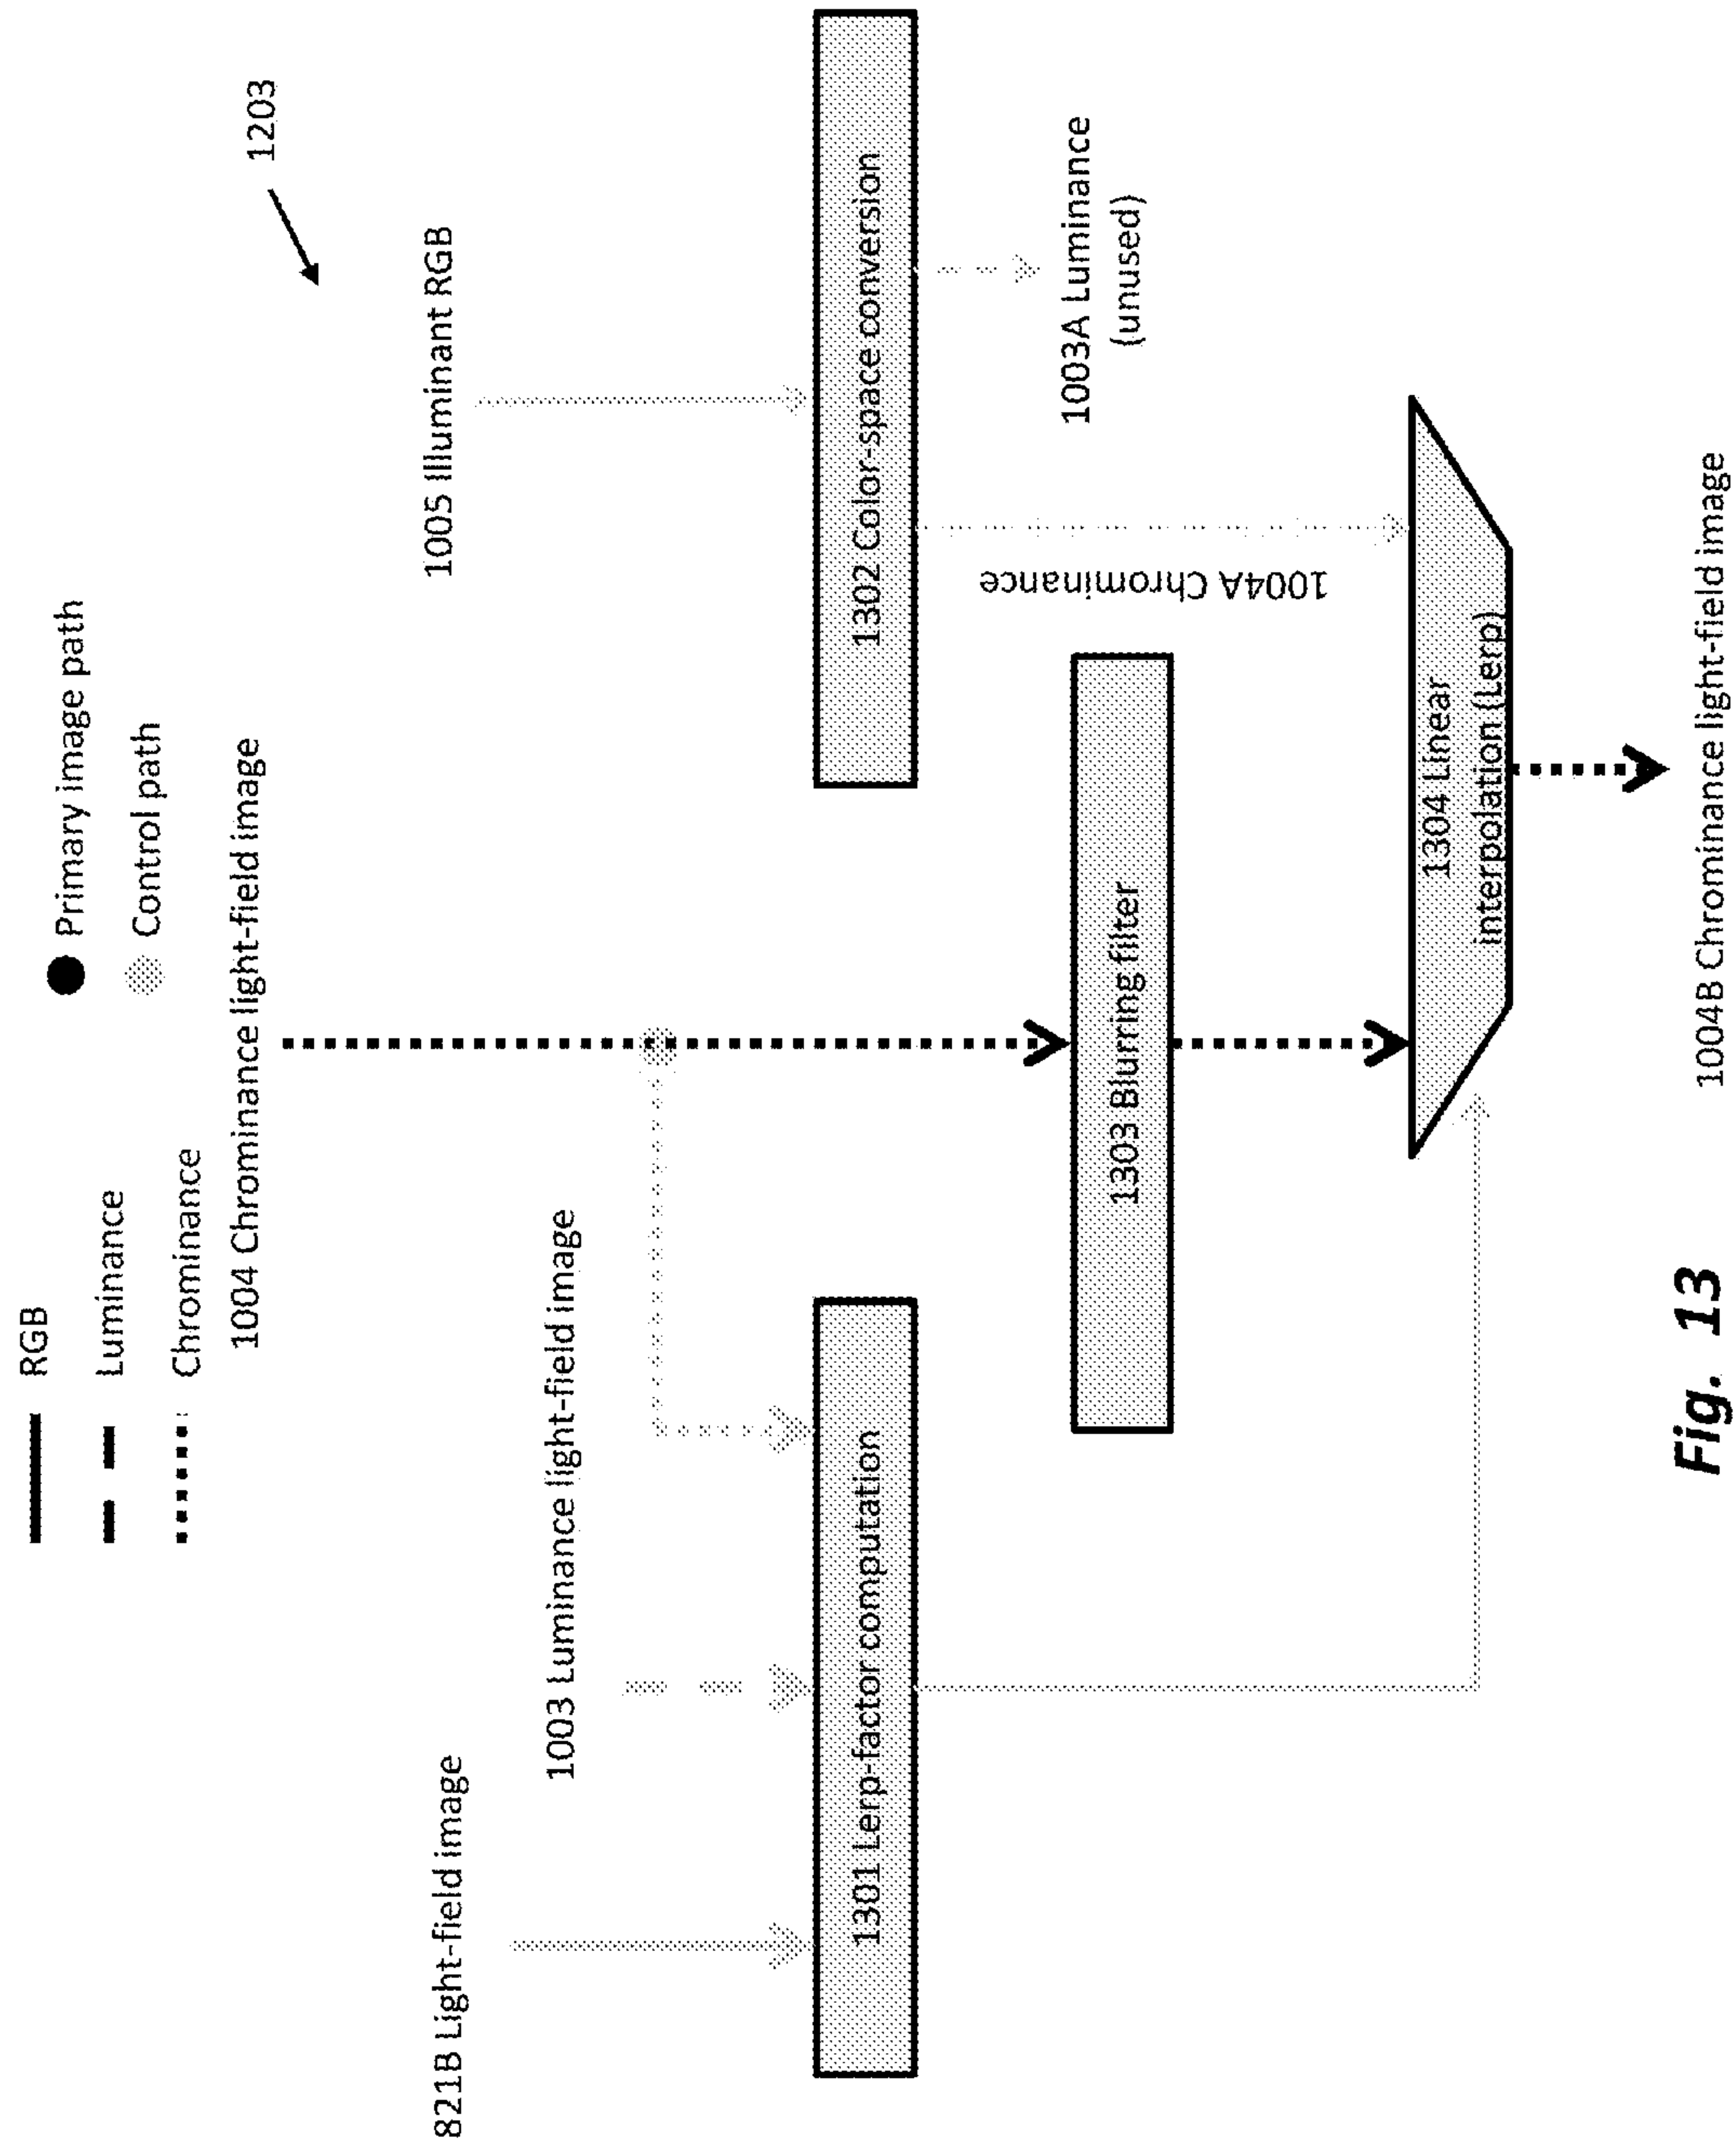 RGB
Luminance
Chrominance
Primary image path
Control path
1203
1004 Chrominance light-field image
821B Light-field image
1003 Luminance light-field image
1005 Illuminant RGB
1301 Lerp-factor computation
1302 Color-space conversion
1003A Luminance
(unused)
1004A Chrominance
1303 Blurring filter
1304 Linear
interpolation (Lerp)
1004B Chrominance light-field image
Fig. 13